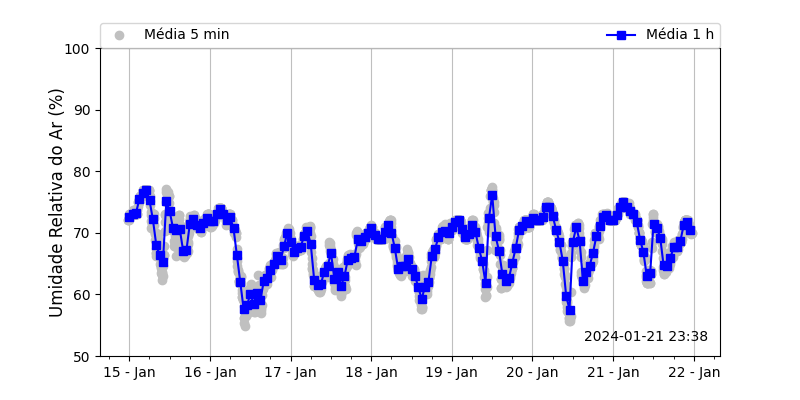 Média 5 min
Média 1 h
100
90
80
70
60
50
Umidade Relativa do Ar (%)
2024-01-21 23:38
15 - Jan
16 - Jan
17 - Jan
18 - Jan
19 - Jan
20 - Jan
21 - Jan
22 - Jan